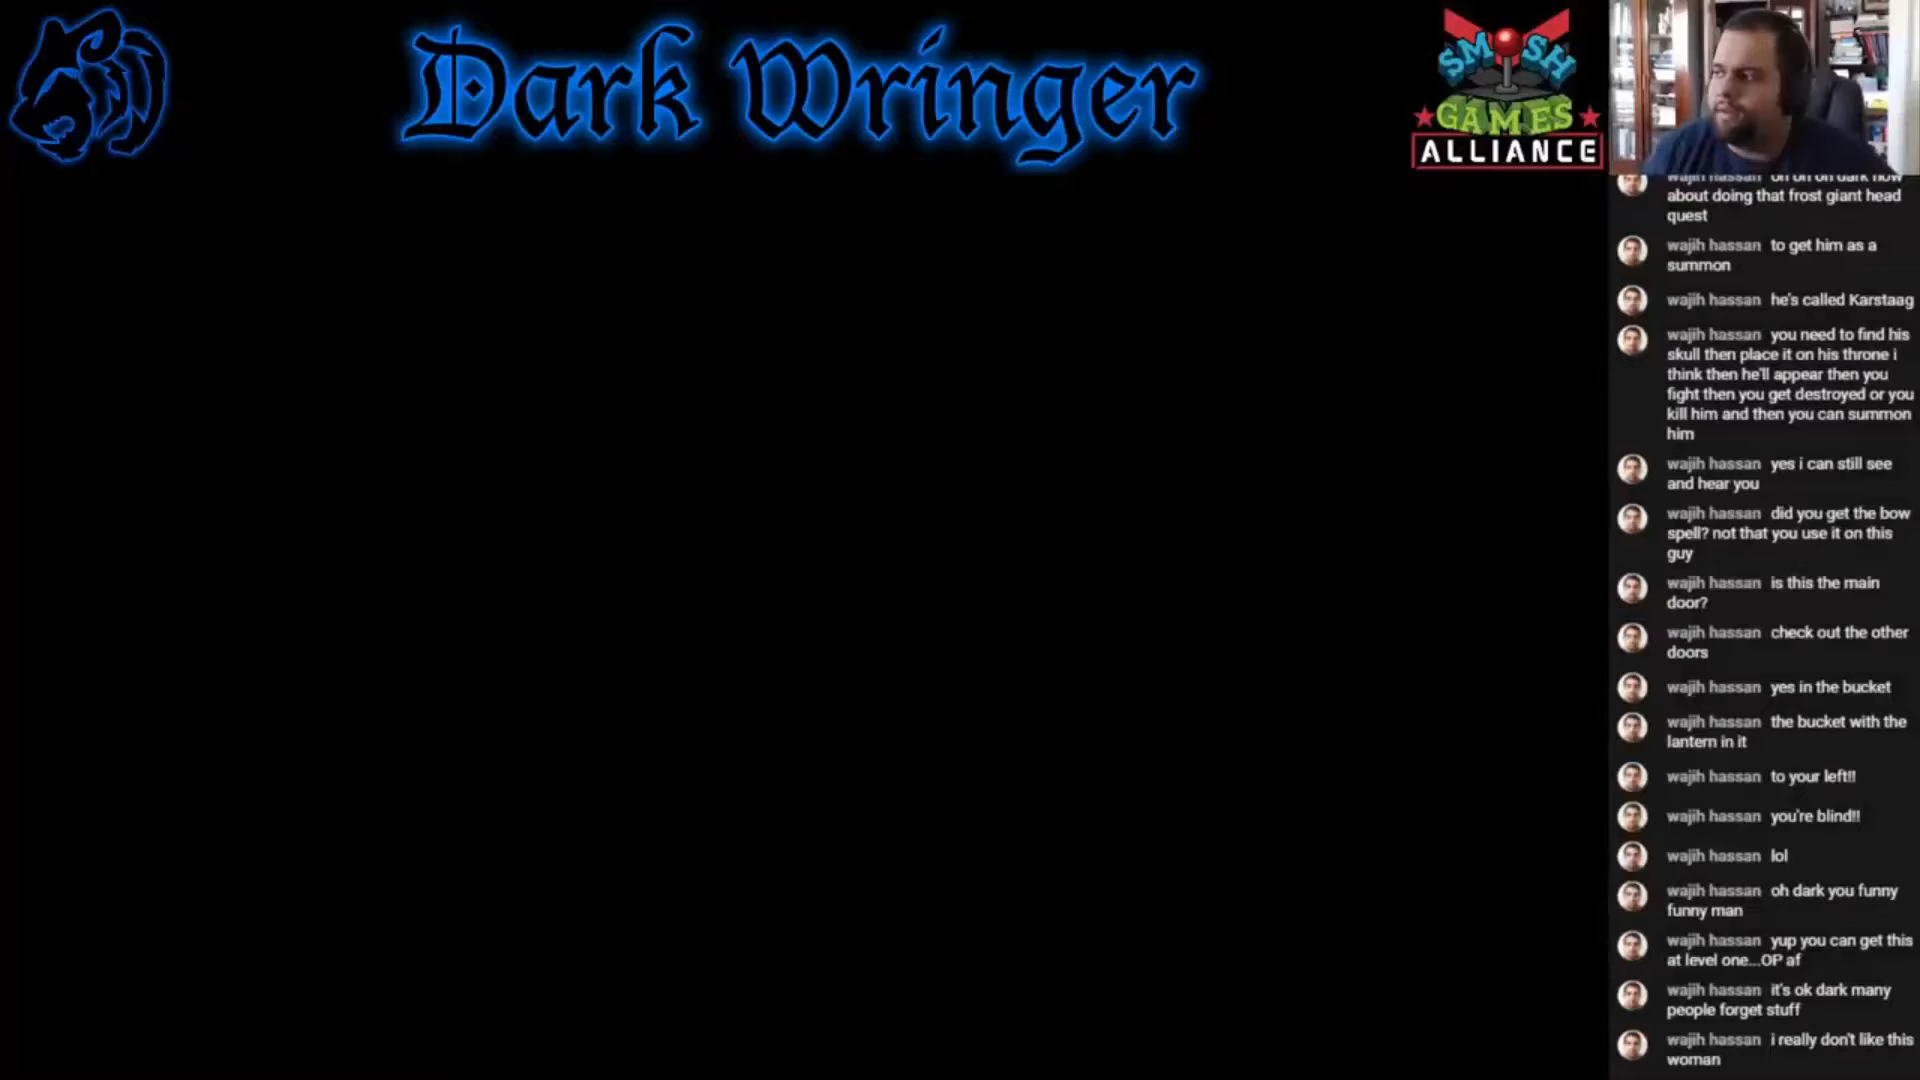 Dark Wringer
SMASH
GAMES
ALLIANCE
wajih hassan
about doing that frost giant head
quest
wajih hassan to get him as a
summon
wajih hassan he's called Karstaag
wajih hassan you need to find his
skull then place it on his throne i
think then he'll appear then you
fight then you get destroyed or you
kill him and then you can summon
him
wajih hassan yes i can still see
and hear you
wajih hassan did you get the bow
spell? not that you use it on this
guy
wajih hassan is this the main
door?
wajih hassan check out the other
doors
wajih hassan yes in the bucket
wajih hassan the bucket with the
lantern in it
wajih hassan to your left!!
wajih hassan you're blind!!
wajih hassan lol
wajih hassan oh dark you funny
funny man
wajih hassan yup you can get this
at level one...OP af
wajih hassan it's ok dark many
people forget stuff
wajih hassan i really don't like this
woman